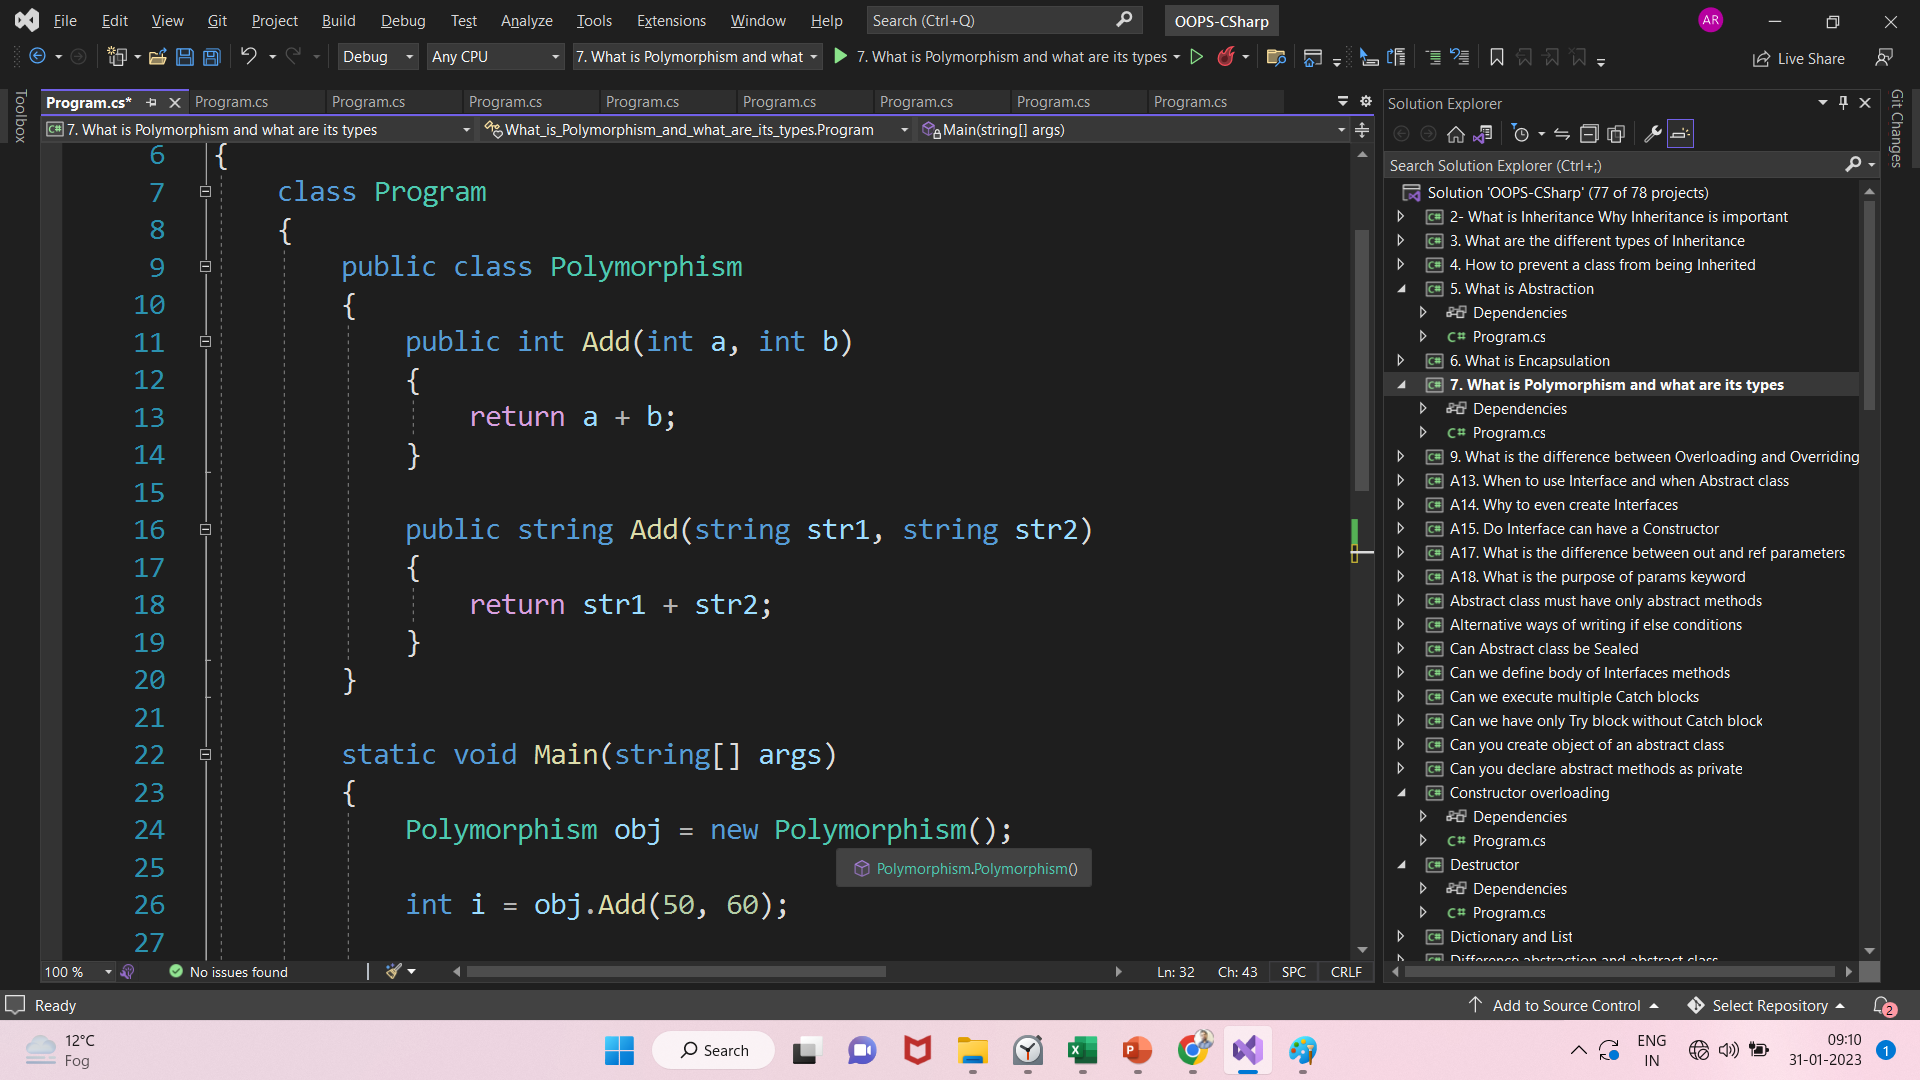 File Edit View Git Project Build Debug Test Analyze Tools Extensions Window Help Search (Ctrl+Q) OOPS-CSharp AR
Debug Any CPU 7. What is Polymorphism and what 7. What is Polymorphism and what are its types Live Share
Toolbox
Program.cs* Program.cs Program.cs Program.cs Program.cs Program.cs Program.cs Program.cs Program.cs
C# 7. What is Polymorphism and what are its types What_is_Polymorphism_and_what_are_its_types.Program Main(string[] args)
6 {
7 class Program
8 {
9 public class Polymorphism
10 {
11 public int Add(int a, int b)
12 {
13 return a + b;
14 }
15
16 public string Add(string str1, string str2)
17 {
18 return str1 + str2;
19 }
20 }
21
22 static void Main(string[] args)
23 {
24 Polymorphism obj = new Polymorphism();
25
Polymorphism.Polymorphism()
26 int i = obj.Add(50, 60);
27
100 % No issues found Ln: 32 Ch: 43 SPC CRLF
Solution Explorer
Git Changes
Search Solution Explorer (Ctrl+;)
Solution 'OOPS-CSharp' (77 of 78 projects)
C# 2- What is Inheritance Why Inheritance is important
C# 3. What are the different types of Inheritance
C# 4. How to prevent a class from being Inherited
C# 5. What is Abstraction
Dependencies
C# Program.cs
C# 6. What is Encapsulation
C# 7. What is Polymorphism and what are its types
Dependencies
C# Program.cs
C# 9. What is the difference between Overloading and Overriding
C# A13. When to use Interface and when Abstract class
C# A14. Why to even create Interfaces
C# A15. Do Interface can have a Constructor
C# A17. What is the difference between out and ref parameters
C# A18. What is the purpose of params keyword
C# Abstract class must have only abstract methods
C# Alternative ways of writing if else conditions
C# Can Abstract class be Sealed
C# Can we define body of Interfaces methods
C# Can we execute multiple Catch blocks
C# Can we have only Try block without Catch block
C# Can you create object of an abstract class
C# Can you declare abstract methods as private
C# Constructor overloading
Dependencies
C# Program.cs
C# Destructor
Dependencies
C# Program.cs
C# Dictionary and List
C# Difference abstraction and abstract class
Ready Add to Source Control Select Repository 2
12°C
Fog
Search
ENG
IN
09:10
31-01-2023
1